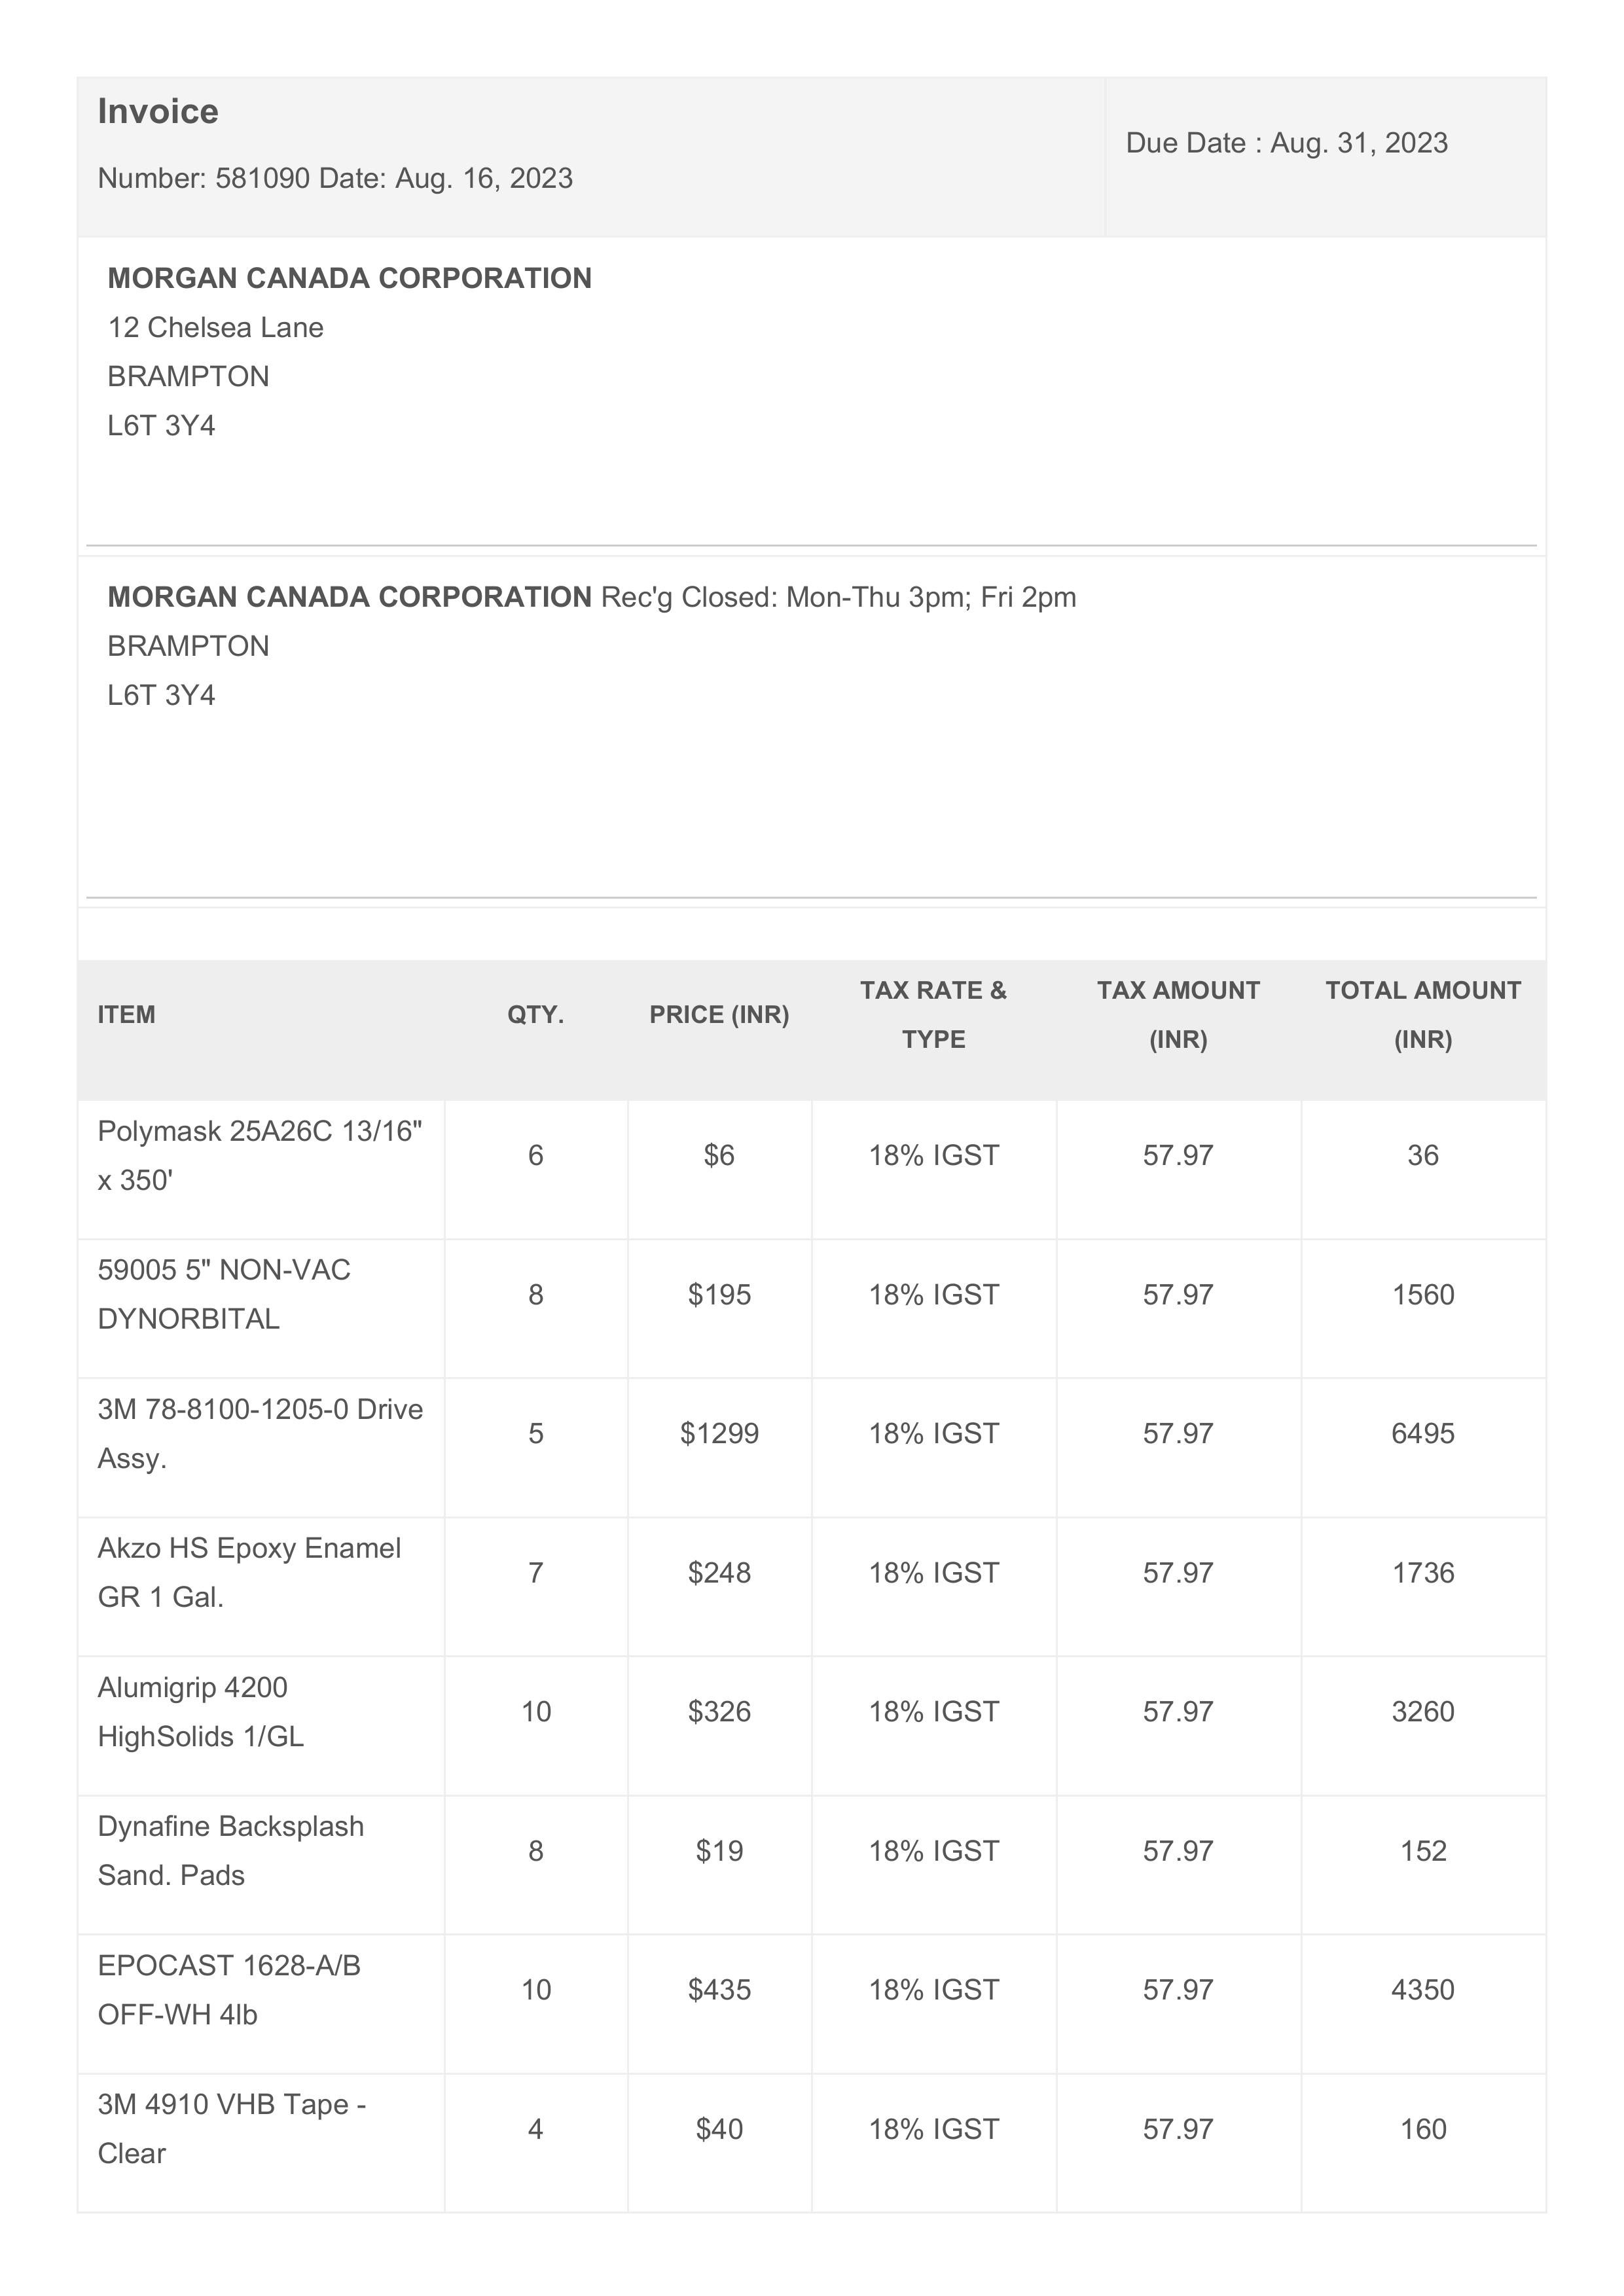 Invoice
Number: 581090 Date: Aug. 16, 2023
Due Date : Aug. 31, 2023
MORGAN CANADA CORPORATION
12 Chelsea Lane
BRAMPTON
L6T 3Y4
MORGAN CANADA CORPORATION Rec'g Closed: Mon-Thu 3pm; Fri 2pm
BRAMPTON
L6T 3Y4
ITEM QTY. PRICE (INR) TAX RATE & TYPE TAX AMOUNT (INR) TOTAL AMOUNT (INR)
Polymask 25A26C 13/16" x 350' 6 $6 18% IGST 57.97 36
59005 5" NON-VAC DYNORBITAL 8 $195 18% IGST 57.97 1560
3M 78-8100-1205-0 Drive Assy. 5 $1299 18% IGST 57.97 6495
Akzo HS Epoxy Enamel GR 1 Gal. 7 $248 18% IGST 57.97 1736
Alumigrip 4200 HighSolids 1/GL 10 $326 18% IGST 57.97 3260
Dynafine Backsplash Sand. Pads 8 $19 18% IGST 57.97 152
EPOCAST 1628-A/B OFF-WH 4lb 10 $435 18% IGST 57.97 4350
3M 4910 VHB Tape - Clear 4 $40 18% IGST 57.97 160